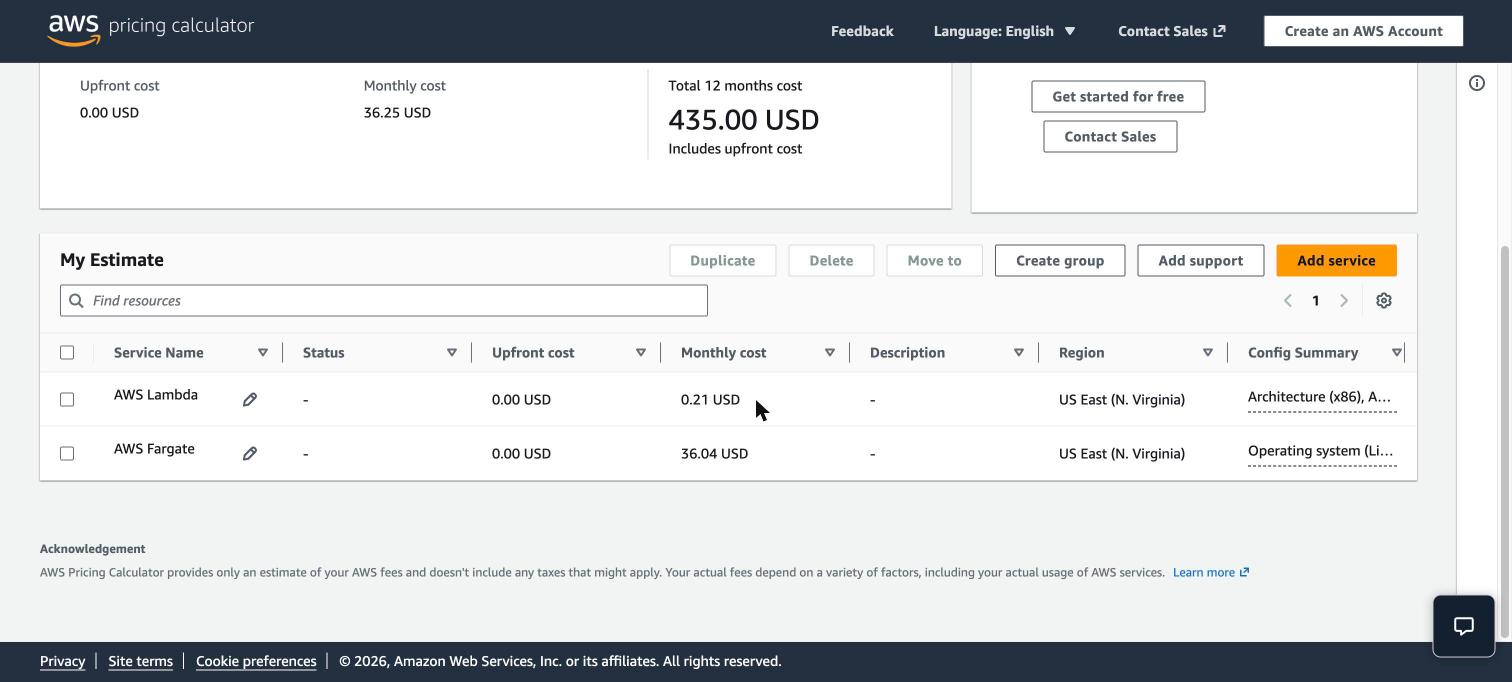 aws pricing calculator
Feedback
Language: English
Contact Sales
Create an AWS Account
Upfront cost
0.00 USD
Monthly cost
36.25 USD
Total 12 months cost
435.00 USD
Includes upfront cost
Get started for free
Contact Sales
My Estimate
Duplicate
Delete
Move to
Create group
Add support
Add service
Find resources
1
Service Name Status Upfront cost Monthly cost Description Region Config Summary
AWS Lambda - 0.00 USD 0.21 USD - US East (N. Virginia) Architecture (x86), A...
AWS Fargate - 0.00 USD 36.04 USD - US East (N. Virginia) Operating system (Li...
Acknowledgement
AWS Pricing Calculator provides only an estimate of your AWS fees and doesn't include any taxes that might apply. Your actual fees depend on a variety of factors, including your actual usage of AWS services. Learn more
Privacy | Site terms | Cookie preferences | © 2026, Amazon Web Services, Inc. or its affiliates. All rights reserved.